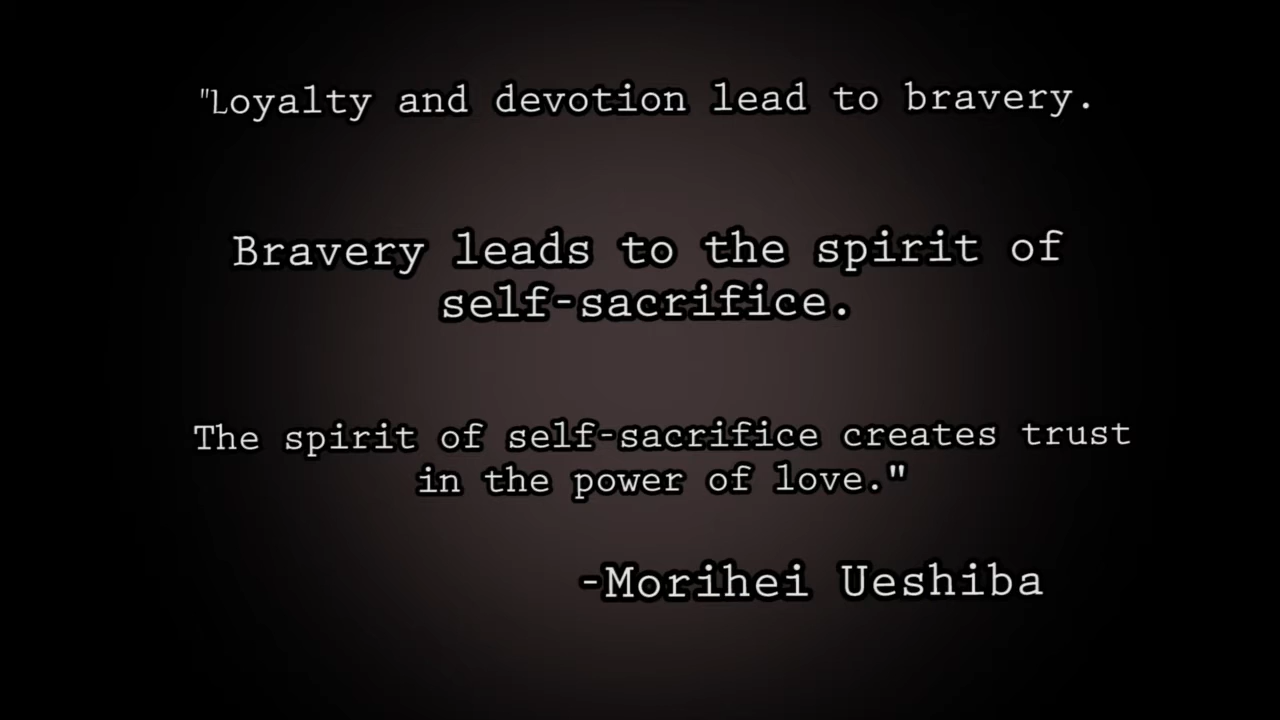 "Loyalty and devotion lead to bravery.
Bravery leads to the spirit of
self-sacrifice.
The spirit of self-sacrifice creates trust
in the power of love."
-Morihei Ueshiba